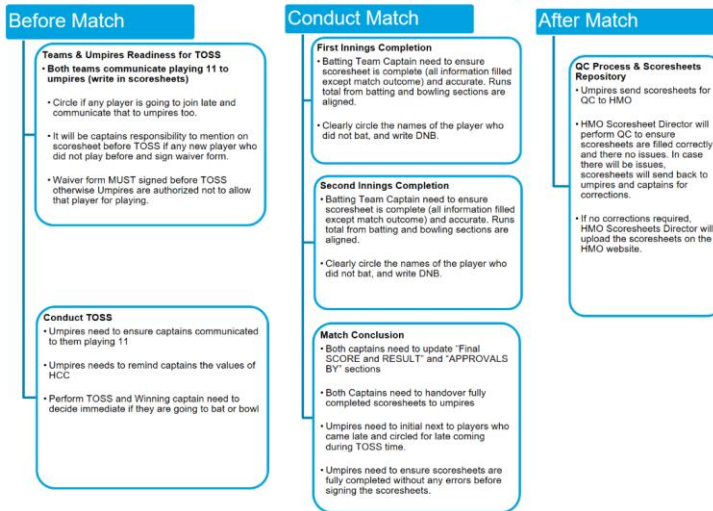 Before Match
Teams & Umpires Readiness for TOSS
• Both teams communicate playing 11 to
umpires (write in scoresheets)
• Circle if any player is going to join late and
communicate that to umpires too.
• It will be captains responsibility to mention on
scoresheet before TOSS if any new player who
did not play before and sign waiver form.
• Waiver form MUST signed before TOSS
otherwise Umpires are authorized not to allow
that player for playing.
Conduct TOSS
• Umpires need to ensure captains communicated
to them playing 11
• Umpires needs to remind captains the values of
HCC
• Perform TOSS and Winning captain need to
decide immediate if they are going to bat or bowl
Conduct Match
First Innings Completion
• Batting Team Captain need to ensure
scoresheet is complete (all information filled
except match outcome) and accurate. Runs
total from batting and bowling sections are
aligned.
• Clearly circle the names of the player who
did not bat, and write DNB.
Second Innings Completion
• Batting Team Captain need to ensure
scoresheet is complete (all information filled
except match outcome) and accurate. Runs
total from batting and bowling sections are
aligned.
• Clearly circle the names of the player who
did not bat, and write DNB.
Match Conclusion
• Both captains need to update “Final
SCORE and RESULT” and “APPROVALS
BY” sections
• Both Captains need to handover fully
completed scoresheets to umpires
• Umpires need to initial next to players who
came late and circled for late coming
during TOSS time.
• Umpires need to ensure scoresheets are
fully completed without any errors before
signing the scoresheets.
After Match
QC Process & Scoresheets
Repository
• Umpires send scoresheets for
QC to HMO
• HMO Scoresheet Director will
perform QC to ensure
scoresheets are filled correctly
and there no issues. In case
there will be issues,
scoresheets will send back to
umpires and captains for
corrections.
• If no corrections required,
HMO Scoresheets Director will
upload the scoresheets on the
HMO website.